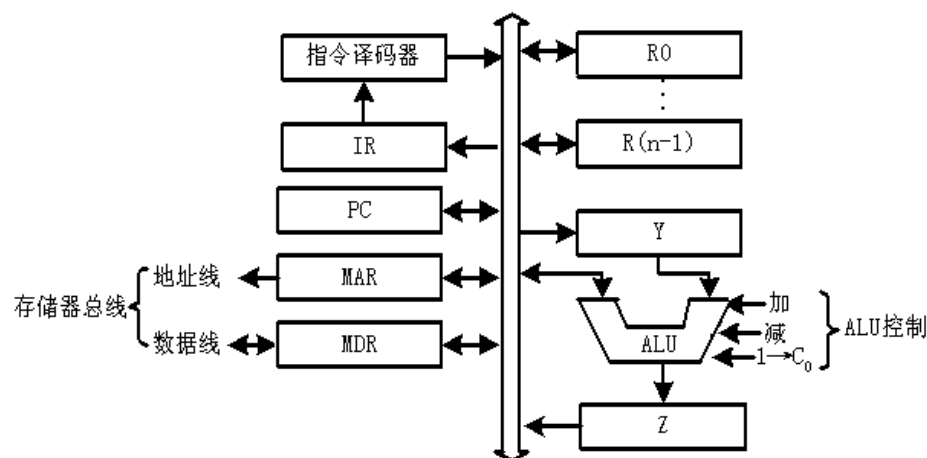 指令译码器
IR
PC
MAR
MDR
地址线
数据线
存储器总线
R0
R(n-1)
Y
ALU
Z
加
减
1→C₀
ALU控制